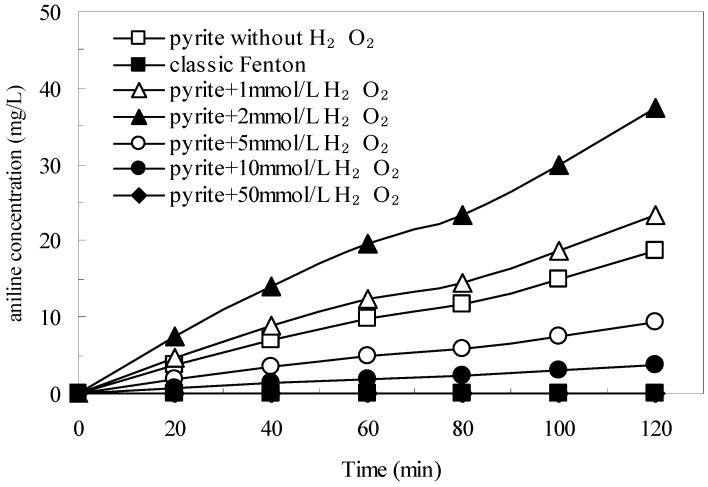 50
40
30
20
10
0
aniline concentration (mg/L)
pyrite without H₂ O₂
classic Fenton
pyrite+1mmol/L H₂ O₂
pyrite+2mmol/L H₂ O₂
pyrite+5mmol/L H₂ O₂
pyrite+10mmol/L H₂ O₂
pyrite+50mmol/L H₂ O₂
0 20 40 60 80 100 120
Time (min)